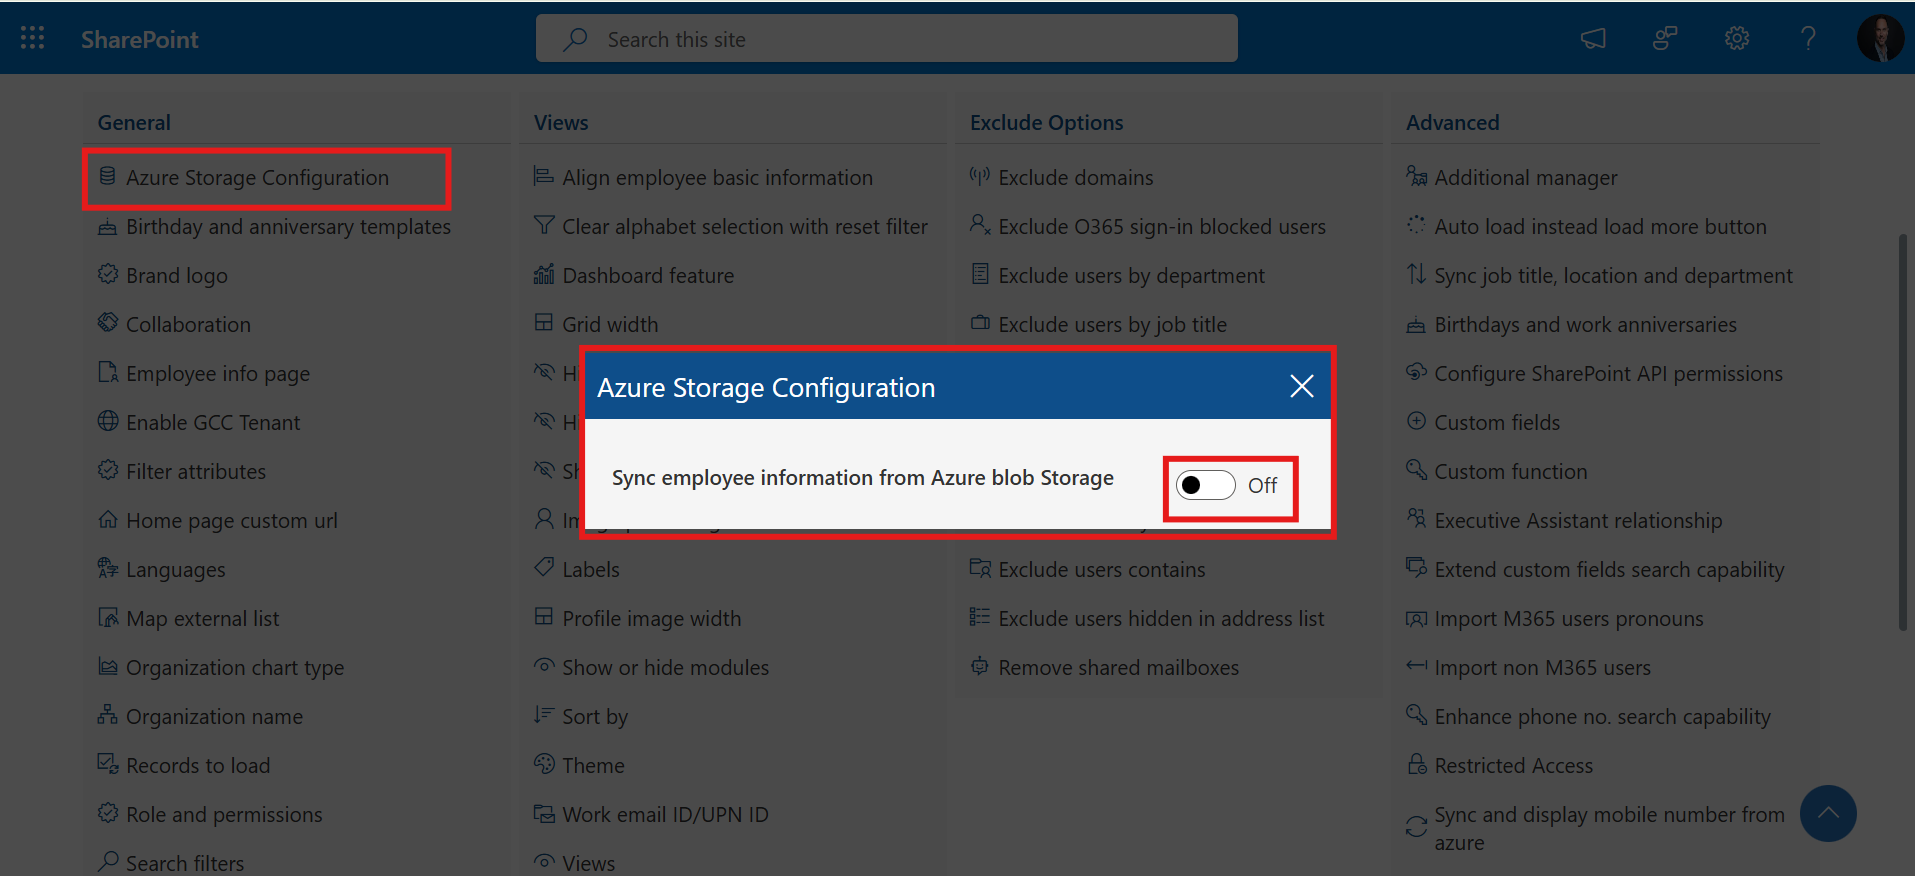 SharePoint
Search this site
General
Azure Storage Configuration
Birthday and anniversary templates
Brand logo
Collaboration
Employee info page
Enable GCC Tenant
Filter attributes
Home page custom url
Languages
Map external list
Organization chart type
Organization name
Records to load
Role and permissions
Search filters
Views
Align employee basic information
Clear alphabet selection with reset filter
Dashboard feature
Grid width
Labels
Profile image width
Show or hide modules
Sort by
Theme
Work email ID/UPN ID
Views
Exclude Options
Exclude domains
Exclude O365 sign-in blocked users
Exclude users by department
Exclude users by job title
Exclude users contains
Exclude users hidden in address list
Remove shared mailboxes
Advanced
Additional manager
Auto load instead load more button
Sync job title, location and department
Birthdays and work anniversaries
Configure SharePoint API permissions
Custom fields
Custom function
Executive Assistant relationship
Extend custom fields search capability
Import M365 users pronouns
Import non M365 users
Enhance phone no. search capability
Restricted Access
Sync and display mobile number from
azure
Azure Storage Configuration
Sync employee information from Azure blob Storage
Off